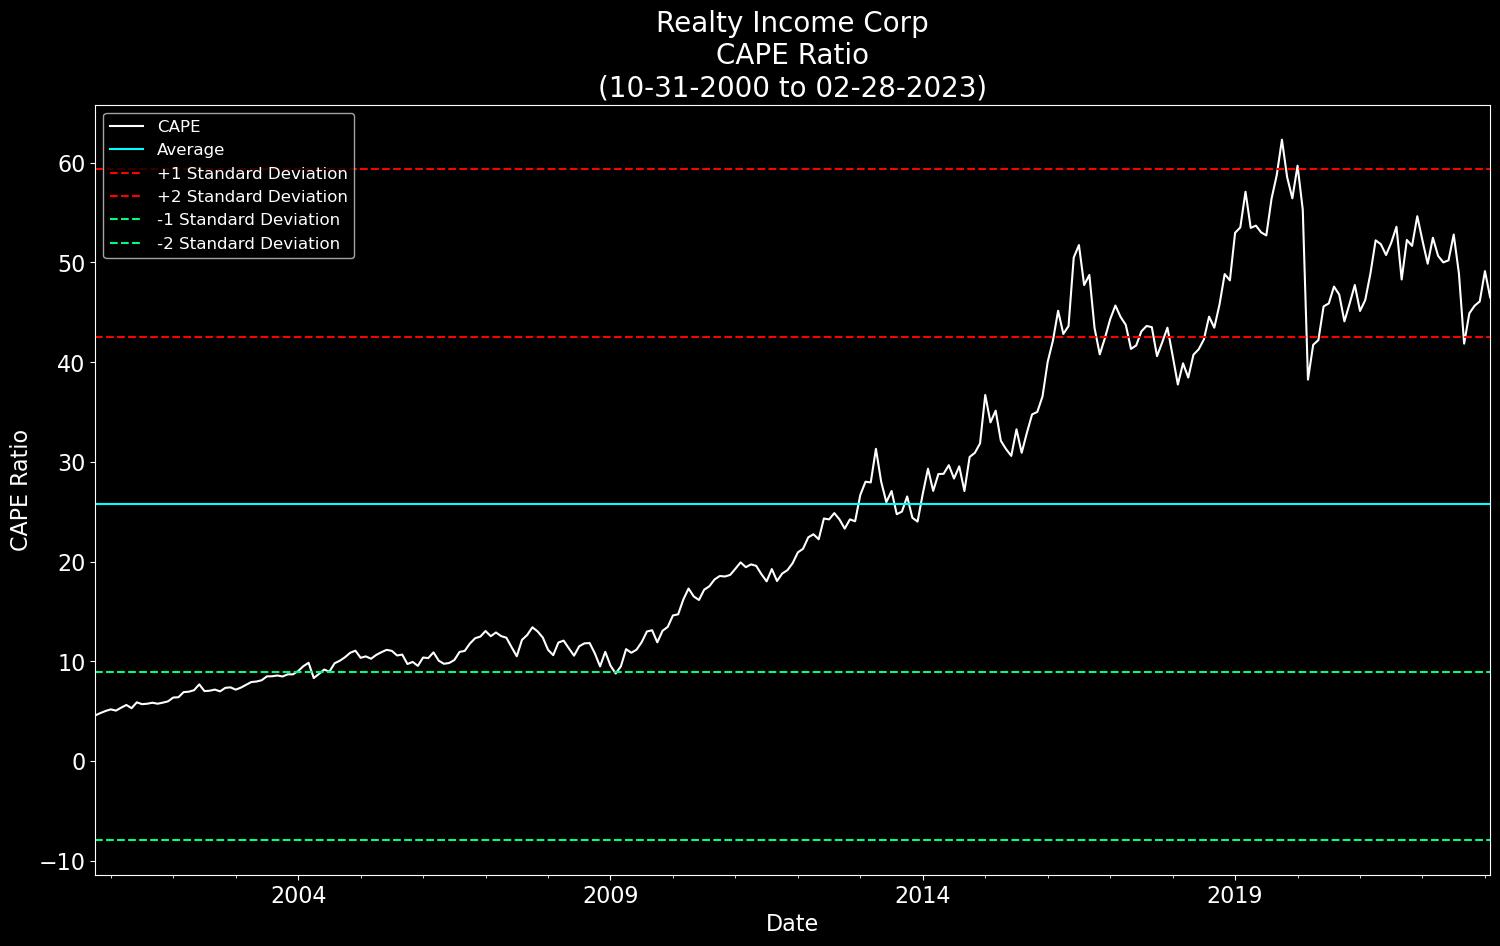 Realty Income Corp
CAPE Ratio
(10-31-2000 to 02-28-2023)
CAPE
Average
+1 Standard Deviation
+2 Standard Deviation
-1 Standard Deviation
-2 Standard Deviation
60
50
40
30
20
10
0
−10
CAPE Ratio
2004 2009 2014 2019
Date